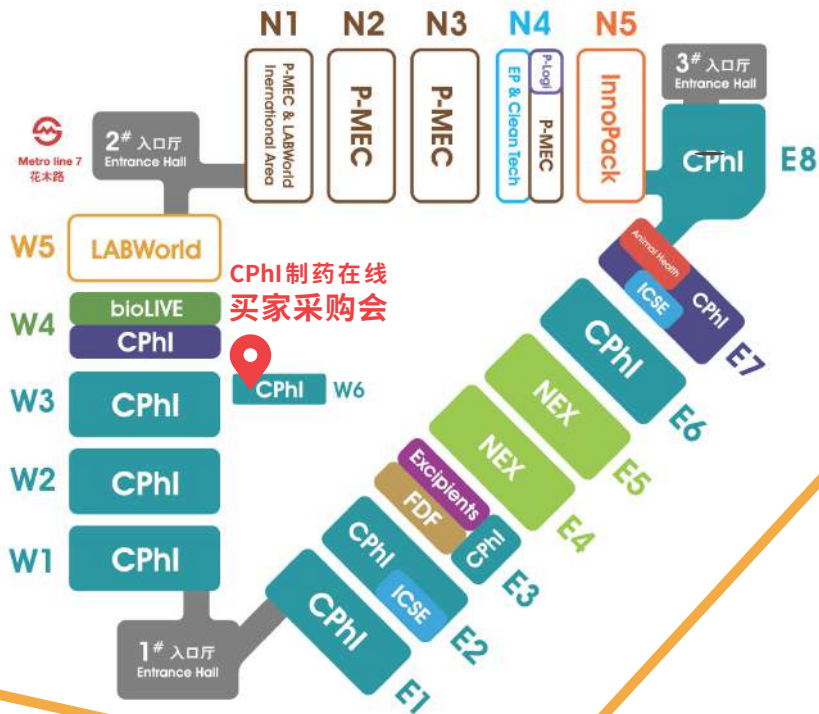 N1
N2
N3
N4
N5
P-MEC & LABWorld
Inernational Area
P-MEC
P-MEC
EP & Clean Tech
P-Logi
P-MEC
InnoPack
3# 入口厅
Entrance Hall
CPhI
E8
Metro line 7
花木路
2# 入口厅
Entrance Hall
W5
LABWorld
CPhI制药在线
买家采购会
W4
bioLIVE
CPhI
W3
CPhI
CPhI
W6
W2
CPhI
W1
CPhI
1# 入口厅
Entrance Hall
Animal Health
ICSE
CPhI
E7
CPhI
E6
NEX
E5
NEX
E4
Excipients
FDF
CPhI
E3
CPhI
ICSE
E2
CPhI
E1